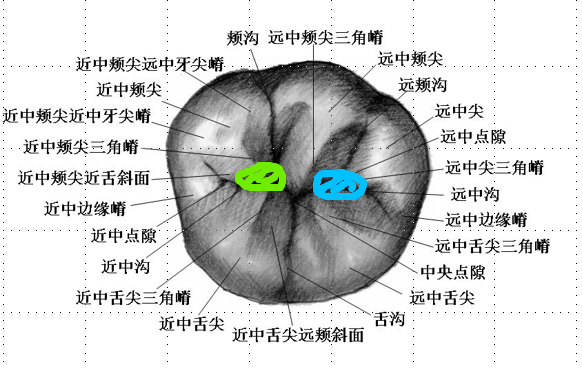 颊沟
远中颊尖三角嵴
近中颊尖远中牙尖嵴
远中颊尖
近中颊尖
远颊沟
近中颊尖近中牙尖嵴
远中尖
远中点隙
近中颊尖三角嵴
远中尖三角嵴
近中颊尖近舌斜面
远中沟
近中边缘嵴
远中边缘嵴
近中点隙
远中舌尖三角嵴
近中沟
中央点隙
近中舌尖三角嵴
远中舌尖
近中舌尖
舌沟
近中舌尖远颊斜面